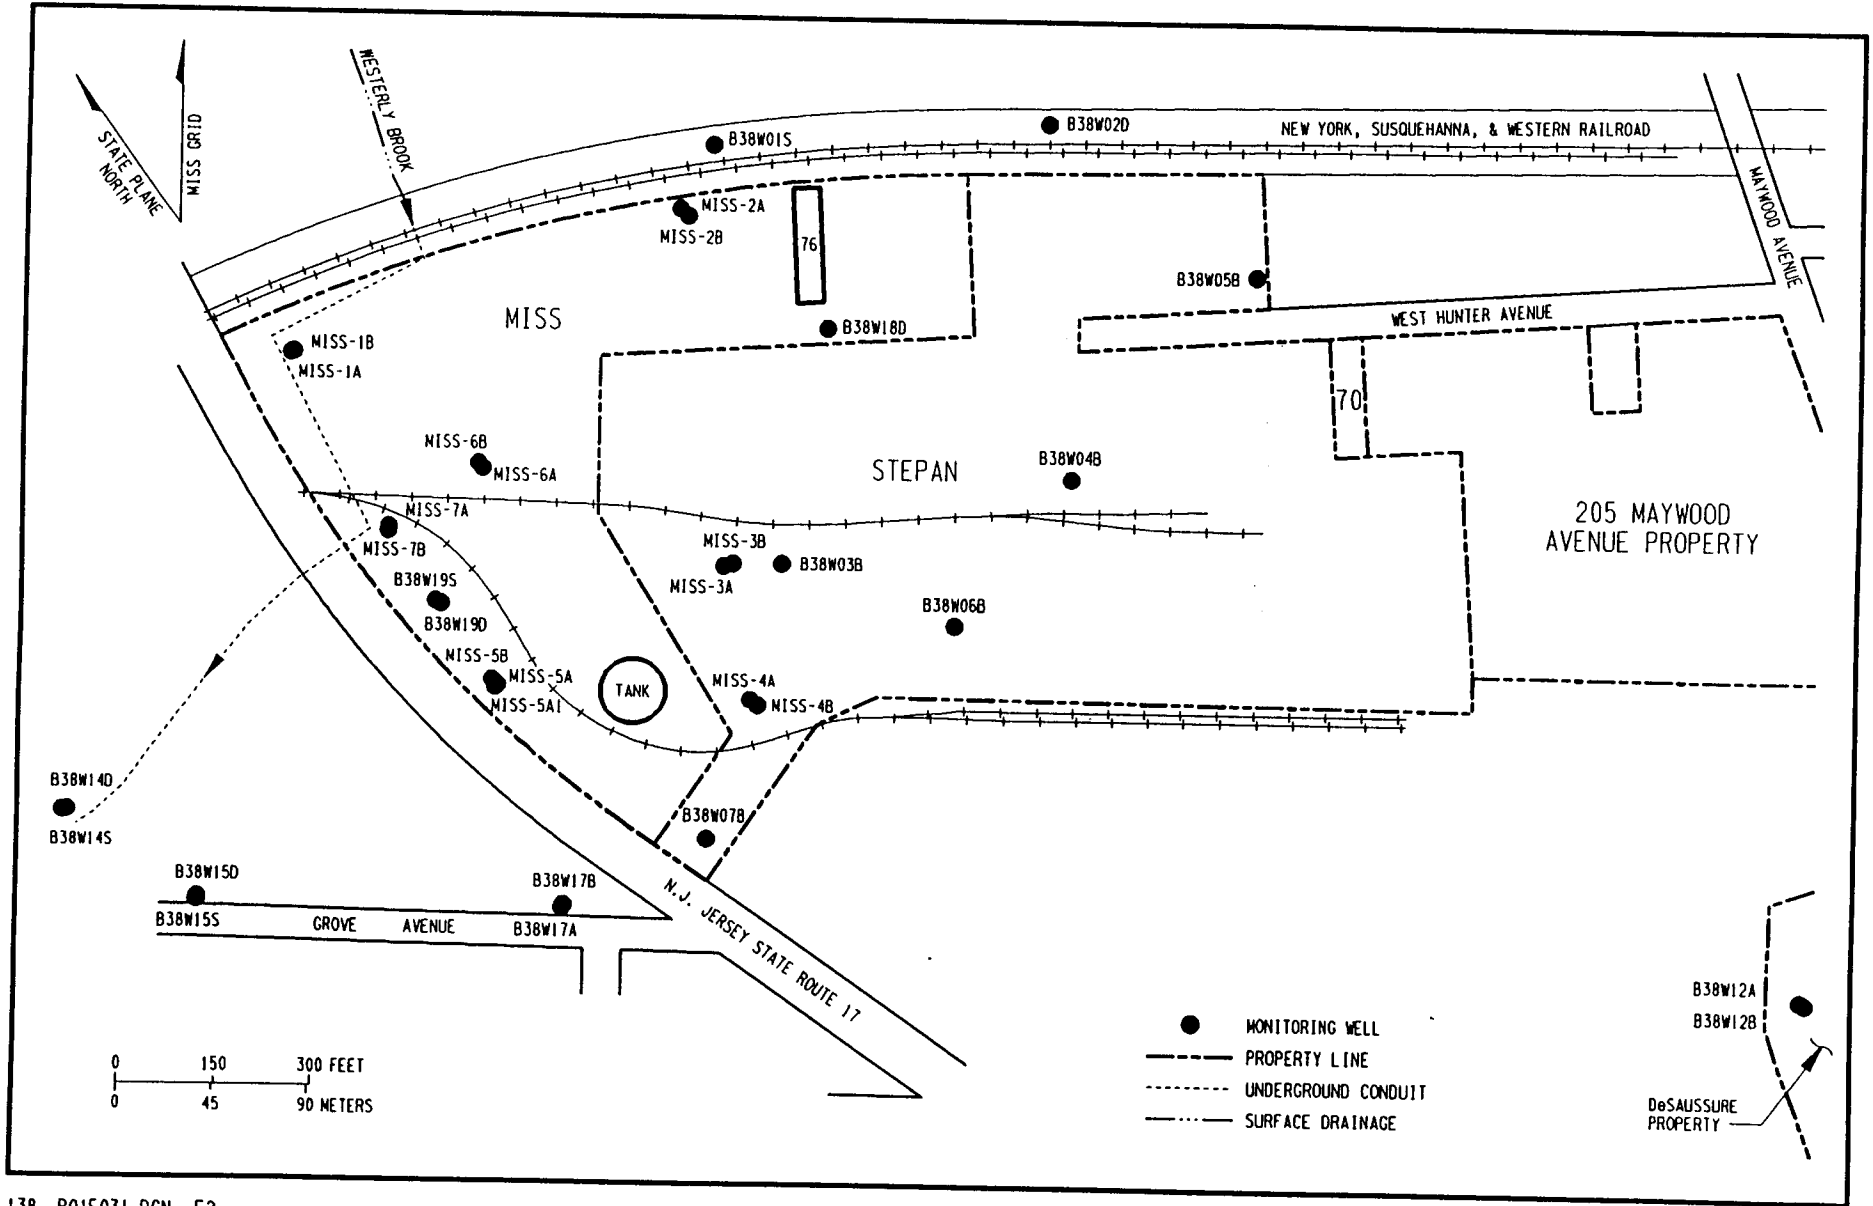 WESTERLY BROOK
MISS GRID
STATE PLANE
NORTH
B38W01S
B38W02D
NEW YORK, SUSQUEHANNA, & WESTERN RAILROAD
MAYWOOD AVENUE
MISS-2A
MISS-2B
76
B38W05B
MISS
B38W18D
WEST HUNTER AVENUE
MISS-1B
MISS-1A
70
MISS-6B
MISS-6A
STEPAN
B38W04B
MISS-7A
MISS-7B
205 MAYWOOD
AVENUE PROPERTY
MISS-3B
B38W03B
MISS-3A
B38W19S
B38W19D
B38W06B
MISS-5B
MISS-5A
MISS-5A1
TANK
MISS-4A
MISS-4B
B38W14D
B38W14S
B38W07B
B38W15D
B38W15S
GROVE AVENUE
B38W17B
B38W17A
N.J. JERSEY STATE ROUTE 17
B38W12A
B38W12B
MONITORING WELL
PROPERTY LINE
UNDERGROUND CONDUIT
SURFACE DRAINAGE
0 150 300 FEET
0 45 90 METERS
DeSAUSSURE
PROPERTY